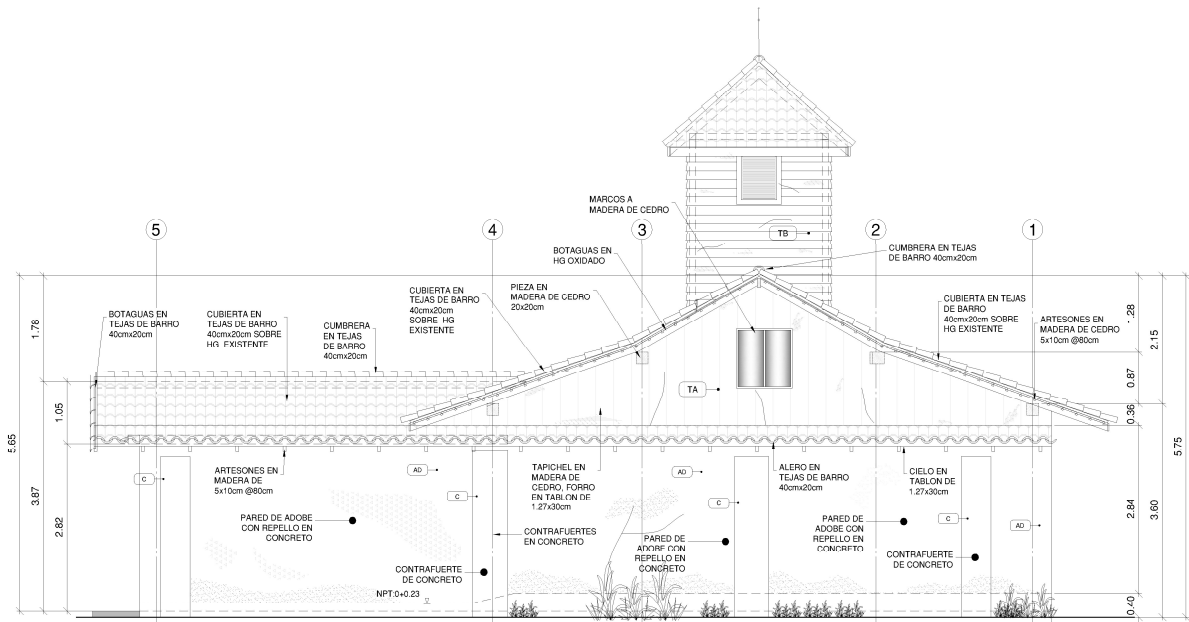 MARCOS A
MADERA DE CEDRO
5
4
3
2
1
TB
BOTAGUAS EN
HG OXIDADO
CUMBRERA EN TEJAS
DE BARRO 40cmx20cm
PIEZA EN
MADERA DE CEDRO
20x20cm
CUBIERTA EN
TEJAS DE BARRO
40cmx20cm
SOBRE HG
EXISTENTE
CUBIERTA EN TEJAS
DE BARRO
40cmx20cm SOBRE
HG EXISTENTE
BOTAGUAS EN
TEJAS DE BARRO
40cmx20cm
CUBIERTA EN
TEJAS DE BARRO
40cmx20cm SOBRE
HG EXISTENTE
CUMBRERA
EN TEJAS
DE BARRO
40cmx20cm
ARTESONES EN
MADERA DE CEDRO
5x10cm @80cm
TA
1.78
1.05
5.65
3.87
2.82
.28
2.15
0.87
0.36
5.75
2.84
3.60
0.40
C
ARTESONES EN
MADERA DE
5x10cm @80cm
AD
C
TAPICHEL EN
MADERA DE
CEDRO, FORRO
EN TABLON DE
1.27x30cm
AD
C
ALERO EN
TEJAS DE BARRO
40cmx20cm
CIELO EN
TABLON DE
1.27x30cm
C
AD
PARED DE ADOBE
CON REPELLO EN
CONCRETO
CONTRAFUERTES
EN CONCRETO
PARED DE
ADOBE CON
REPELLO EN
CONCRETO
PARED DE
ADOBE CON
REPELLO EN
CONCRETO
CONTRAFUERTE
DE CONCRETO
CONTRAFUERTE
DE CONCRETO
NPT:0+0.23